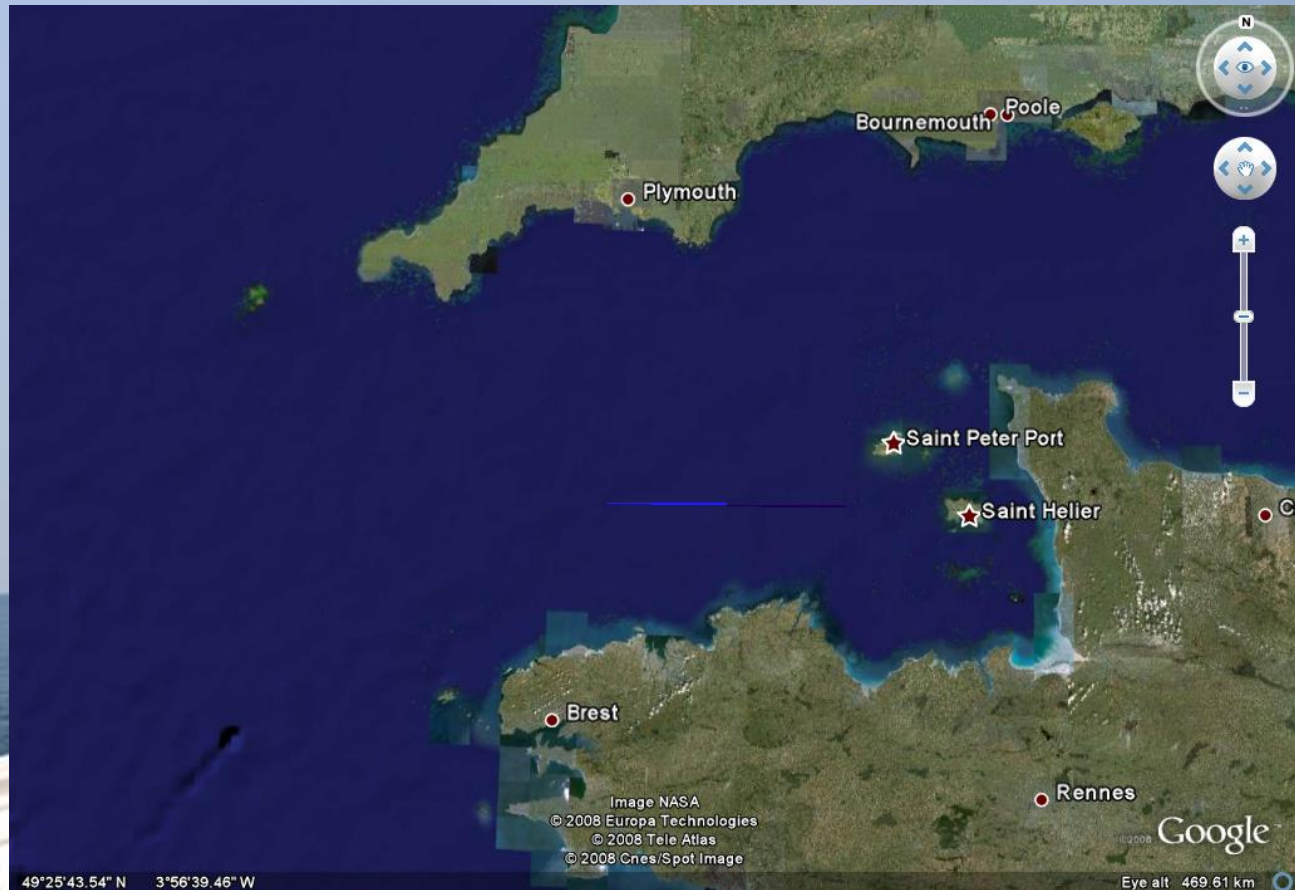 N
Poole
Bournemouth
Plymouth
Saint Peter Port
Saint Helier
C
Brest
Rennes
Image NASA
© 2008 Europa Technologies
© 2008 Tele Atlas
© 2008 Cnes/Spot Image
©2008 Google
49°25'43.54" N 3°56'39.46" W
Eye alt 469.61 km